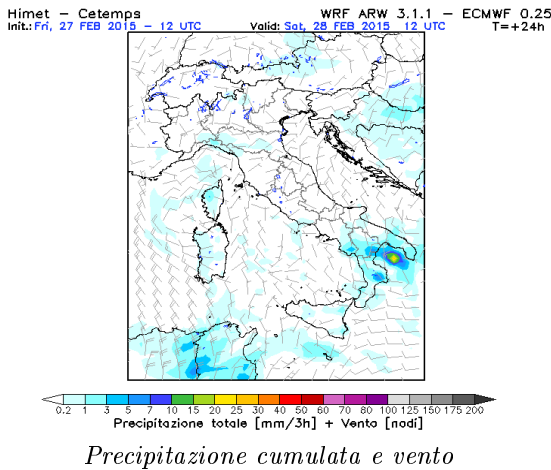 Himet – Cetemps WRF ARW 3.1.1 – ECMWF 0.25
Init.: Fri, 27 FEB 2015 – 12 UTC Valid: Sat, 28 FEB 2015 12 UTC T=+24h
0.2 1 3 5 7 10 15 20 25 30 40 50 60 70 80 100 125 150 175 200
Precipitazione totale [mm/3h] + Vento [nodi]
Precipitazione cumulata e vento